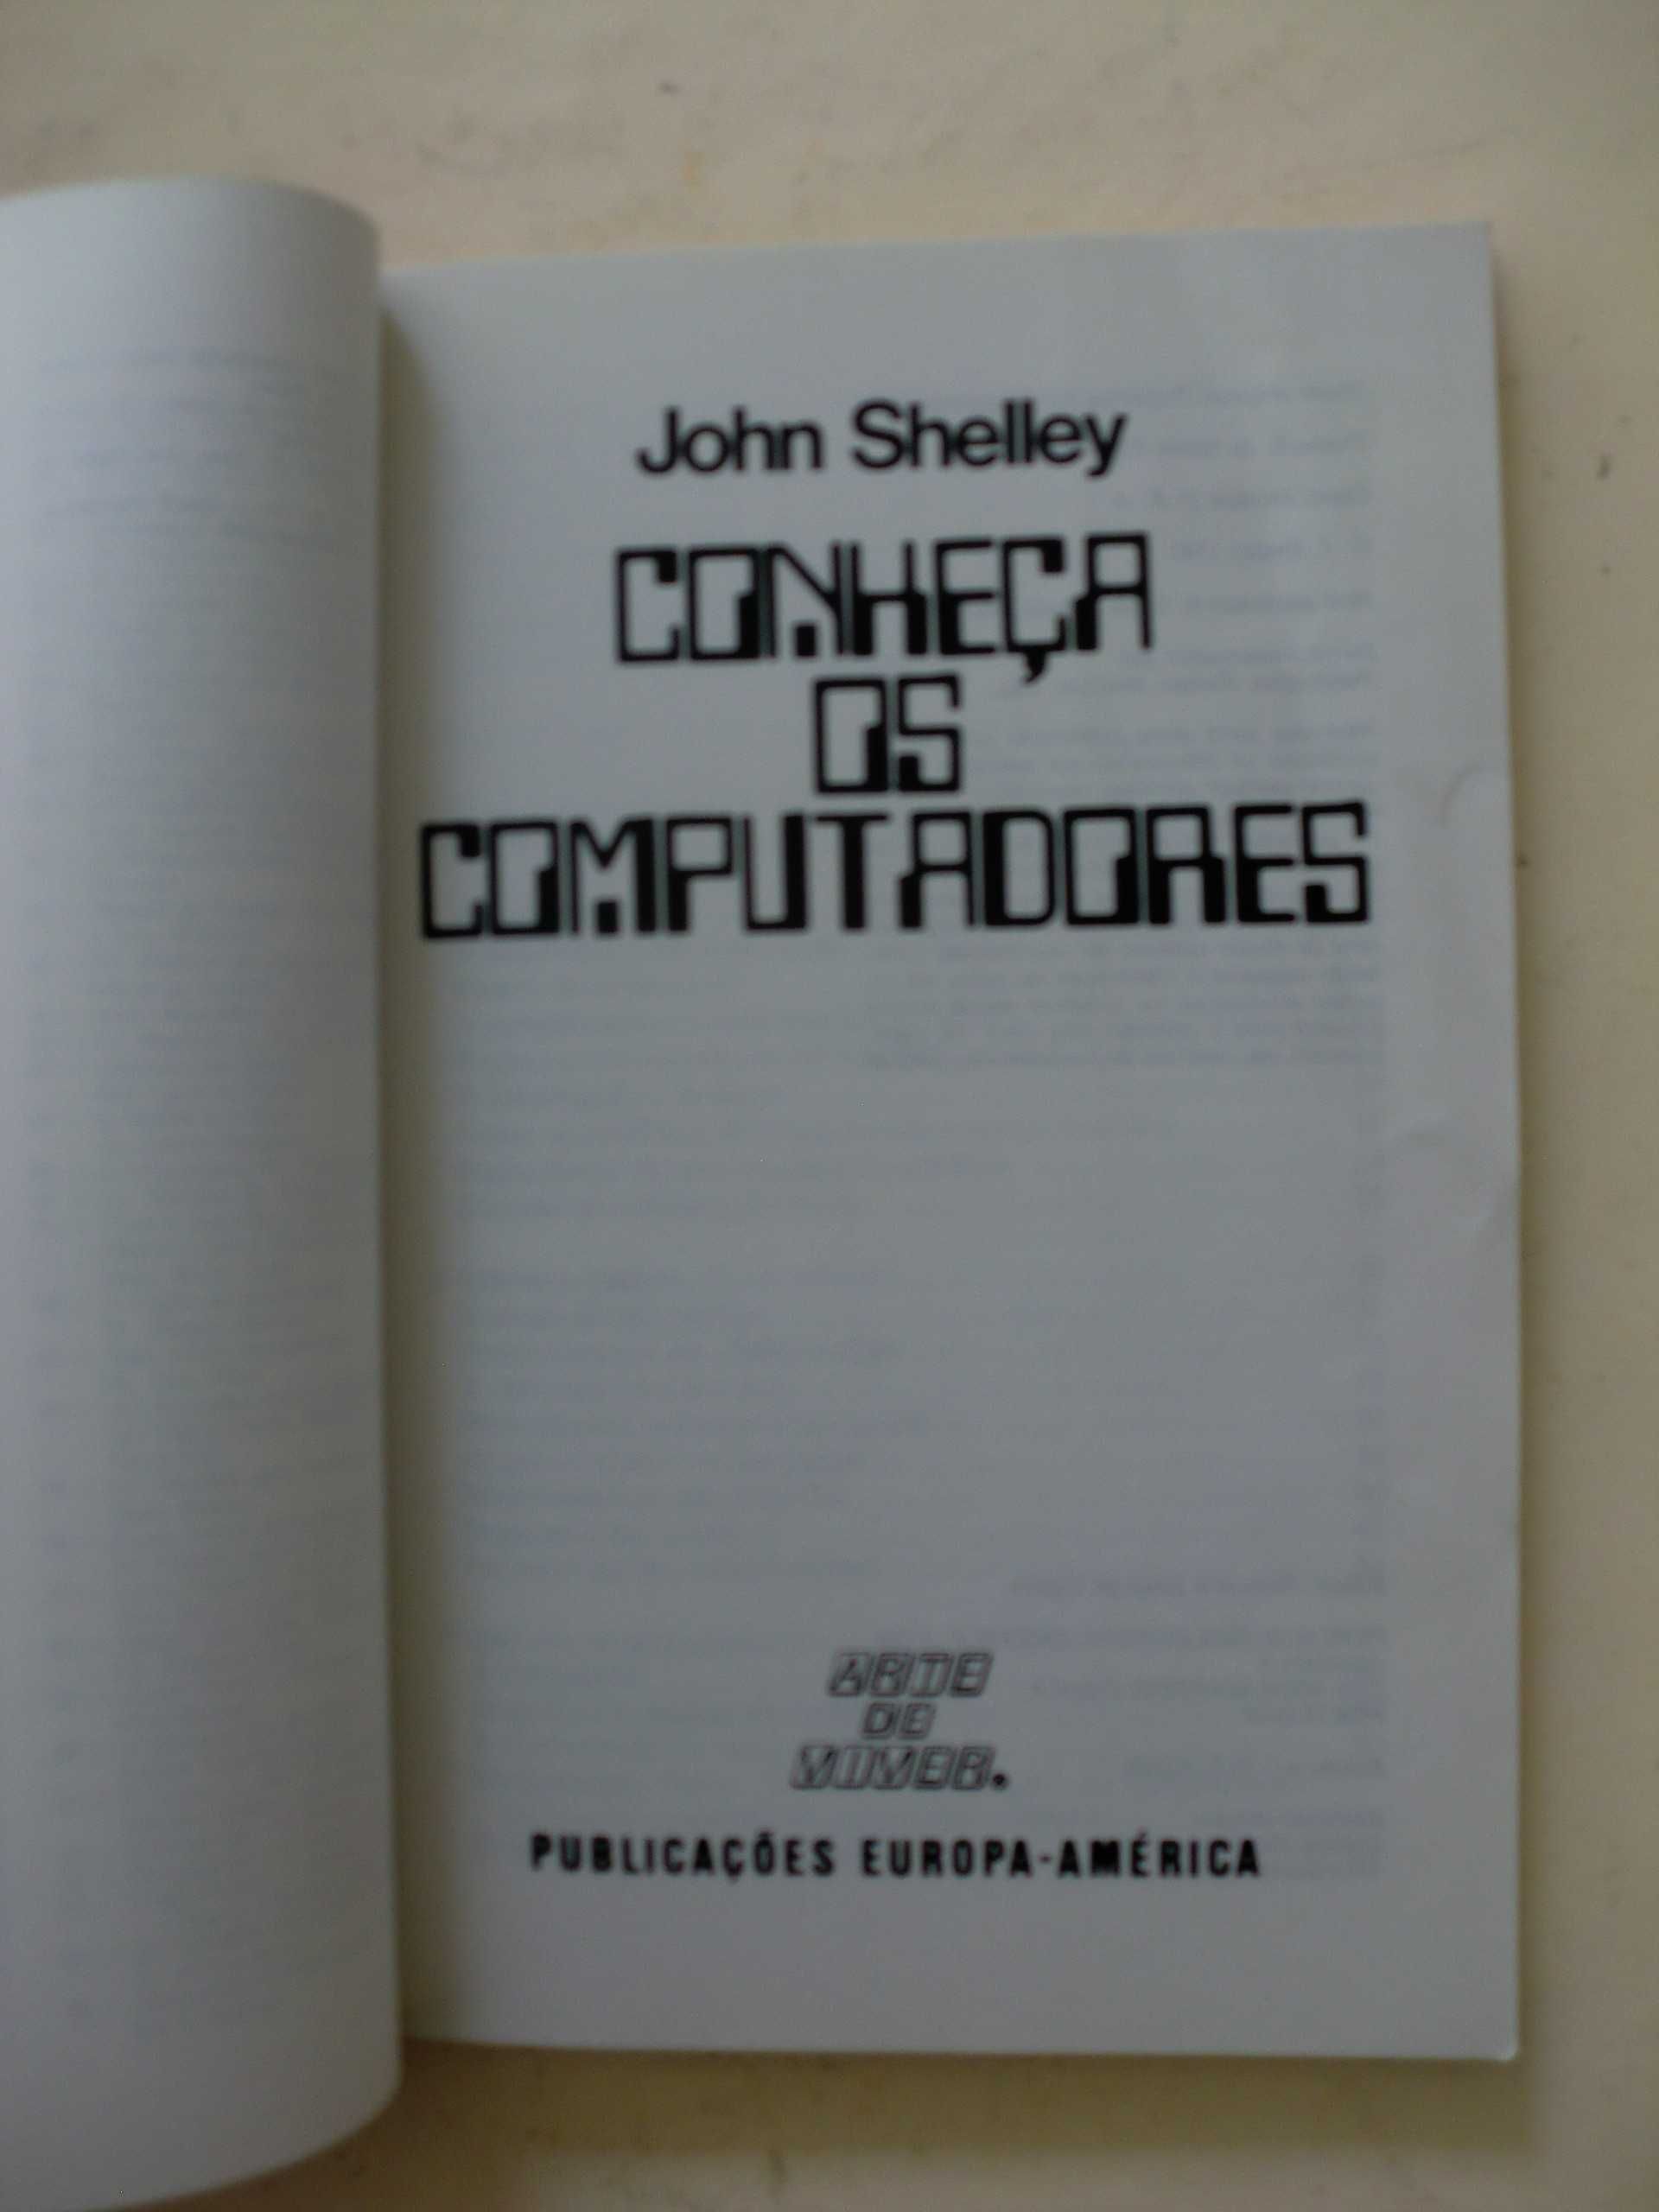 John Shelley
CONHEÇA
OS
COMPUTADORES
ARTE
DE
VIVER.
PUBLICAÇÕES EUROPA-AMÉRICA